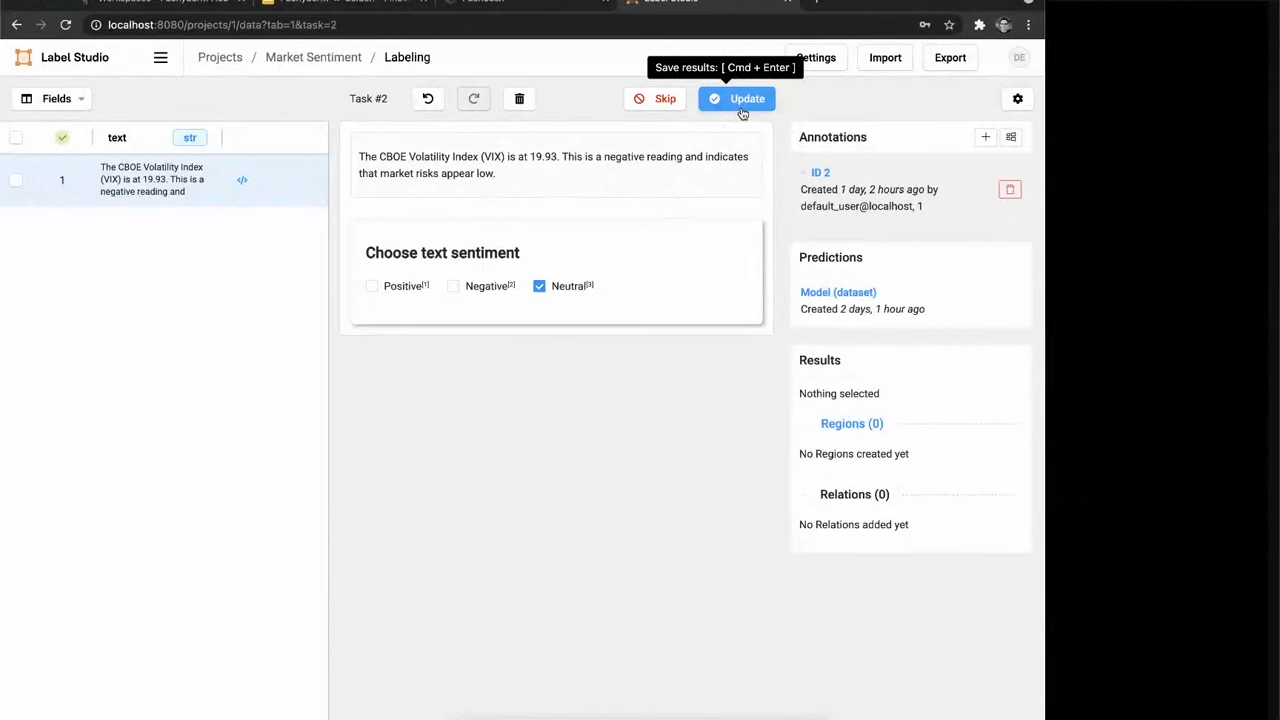 localhost:8080/projects/1/data?tab=1&task=2
Label Studio
Projects / Market Sentiment / Labeling
Save results: [ Cmd + Enter ]
ettings
Import
Export
DE
Fields
Task #2
Skip
Update
text
str
1
The CBOE Volatility Index
(VIX) is at 19.93. This is a
negative reading and
</>
The CBOE Volatility Index (VIX) is at 19.93. This is a negative reading and indicates
that market risks appear low.
Choose text sentiment
Positive[1]
Negative[2]
Neutral[3]
Annotations
ID 2
Created 1 day, 2 hours ago by
default_user@localhost, 1
Predictions
Model (dataset)
Created 2 days, 1 hour ago
Results
Nothing selected
Regions (0)
No Regions created yet
Relations (0)
No Relations added yet